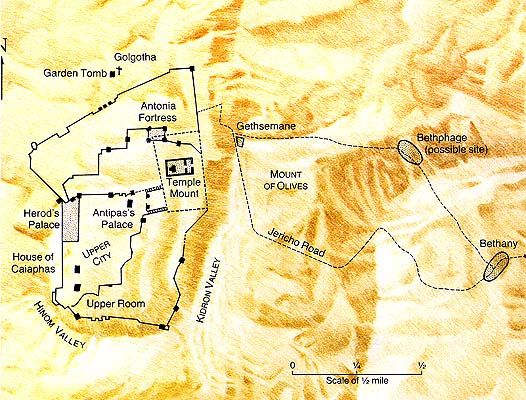 N
Golgotha
Garden Tomb
Antonia
Fortress
Gethsemane
Bethphage
(possible site)
Temple
Mount
MOUNT
OF OLIVES
Herod's
Palace
Antipas's
Palace
Jericho Road
Bethany
House of
Caiaphas
UPPER
CITY
Upper Room
HINOM VALLEY
KIDRON VALLEY
0 ¼ ½
Scale of ½ mile